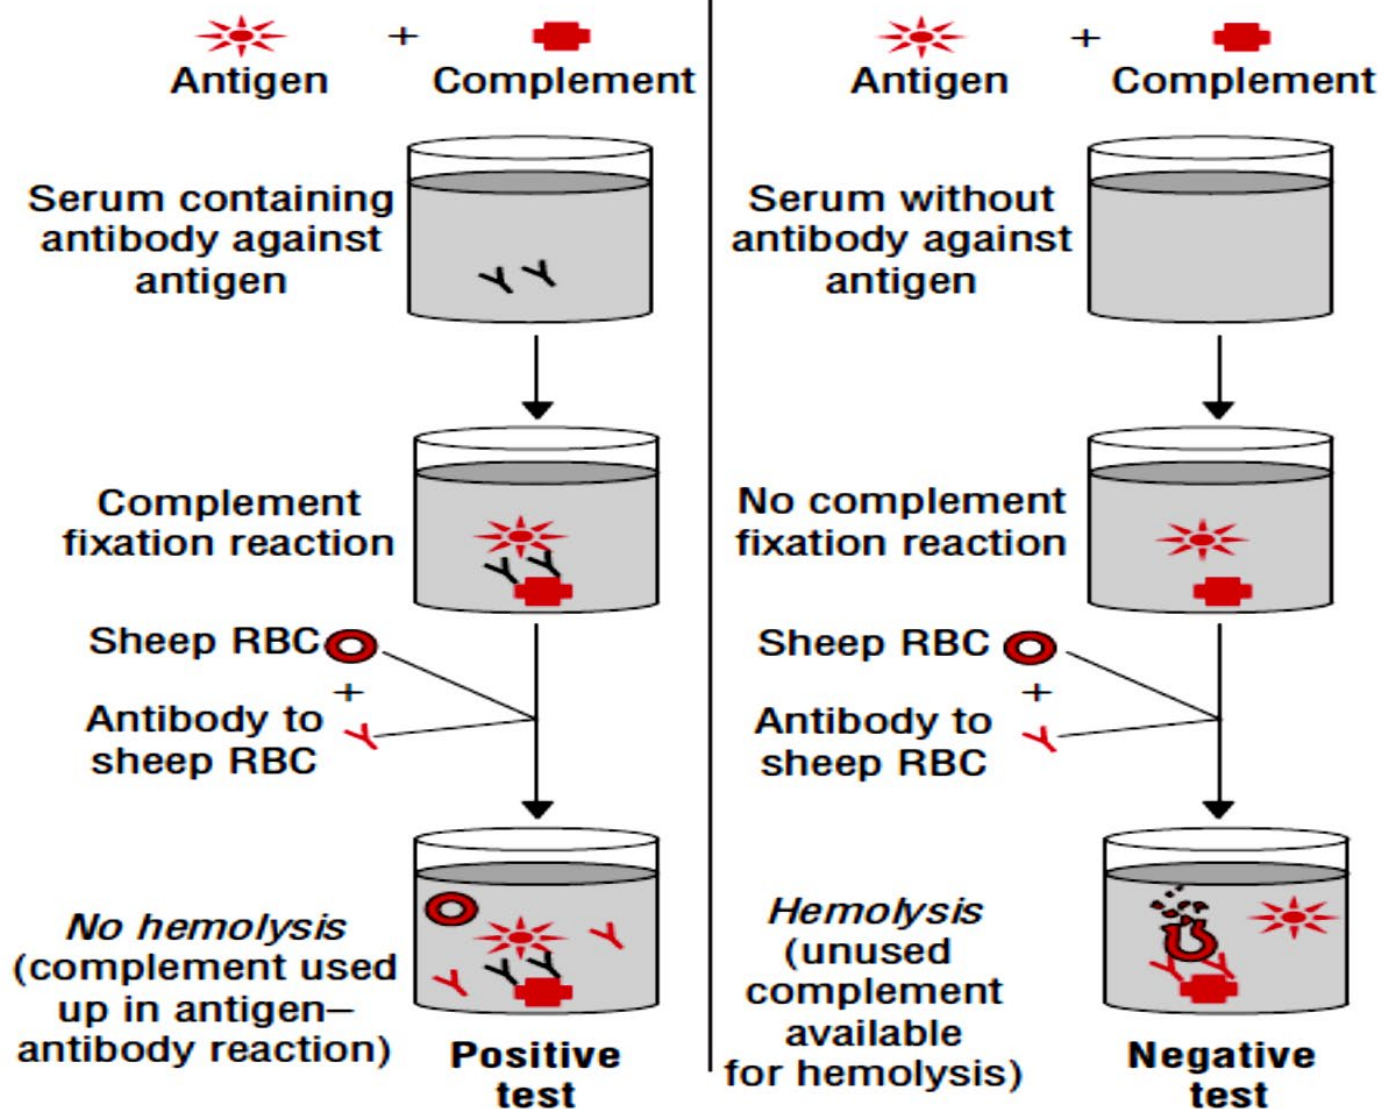 +
Antigen Complement
Serum containing
antibody against
antigen
Complement
fixation reaction
Sheep RBC
+
Antibody to
sheep RBC
No hemolysis
(complement used
up in antigen–
antibody reaction)
Positive
test
+
Antigen Complement
Serum without
antibody against
antigen
No complement
fixation reaction
Sheep RBC
+
Antibody to
sheep RBC
Hemolysis
(unused
complement
available
for hemolysis)
Negative
test